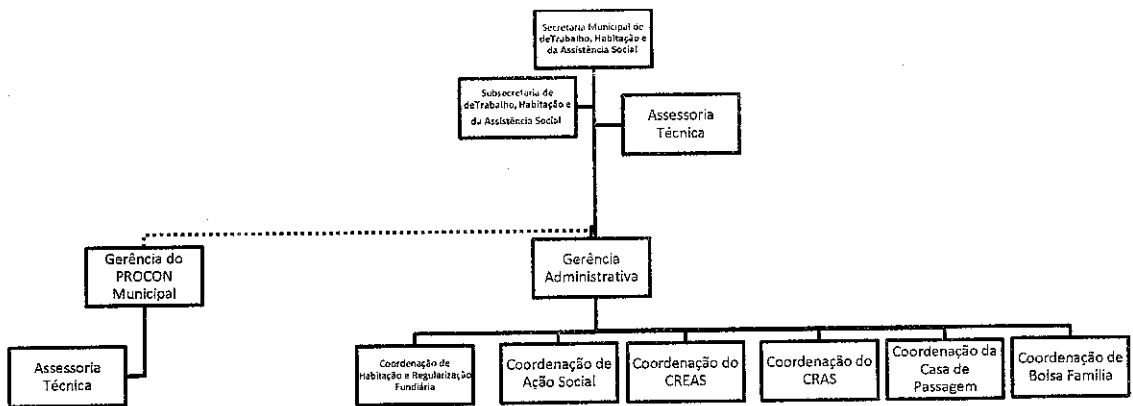 Secretaria Municipal de
deTrabalho, Habitação e
da Assistência Social
Subsecretaria de
deTrabalho, Habitação e
da Assistência Social
Assessoria
Técnica
Gerência do
PROCON
Municipal
Gerência
Administrativa
Assessoria
Técnica
Coordenação de
Habitação e Regularização
Fundiária
Coordenação de
Ação Social
Coordenação do
CREAS
Coordenação do
CRAS
Coordenação da
Casa de
Passagem
Coordenação de
Bolsa Família